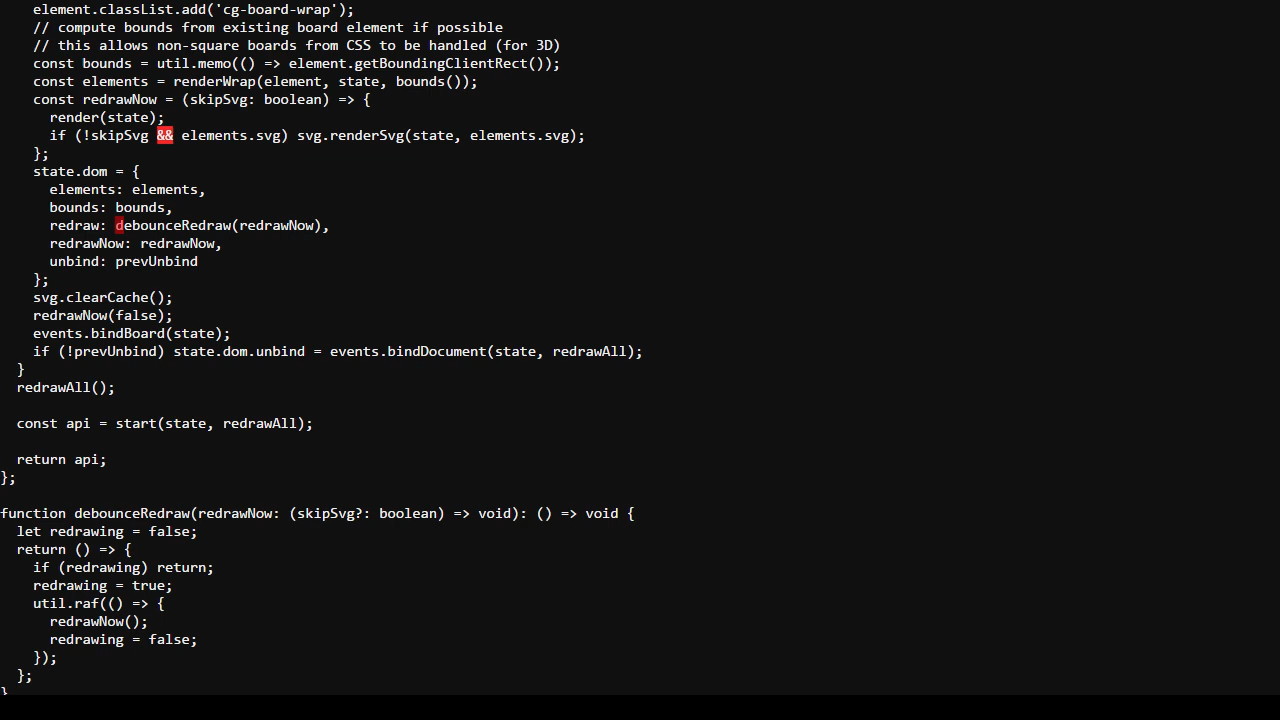 element.classList.add('cg-board-wrap');
// compute bounds from existing board element if possible
// this allows non-square boards from CSS to be handled (for 3D)
const bounds = util.memo(() => element.getBoundingClientRect());
const elements = renderWrap(element, state, bounds());
const redrawNow = (skipSvg: boolean) => {
render(state);
if (!skipSvg && elements.svg) svg.renderSvg(state, elements.svg);
};
state.dom = {
elements: elements,
bounds: bounds,
redraw: debounceRedraw(redrawNow),
redrawNow: redrawNow,
unbind: prevUnbind
};
svg.clearCache();
redrawNow(false);
events.bindBoard(state);
if (!prevUnbind) state.dom.unbind = events.bindDocument(state, redrawAll);
}
redrawAll();
const api = start(state, redrawAll);
return api;
};
function debounceRedraw(redrawNow: (skipSvg?: boolean) => void): () => void {
let redrawing = false;
return () => {
if (redrawing) return;
redrawing = true;
util.raf(() => {
redrawNow();
redrawing = false;
});
};
}